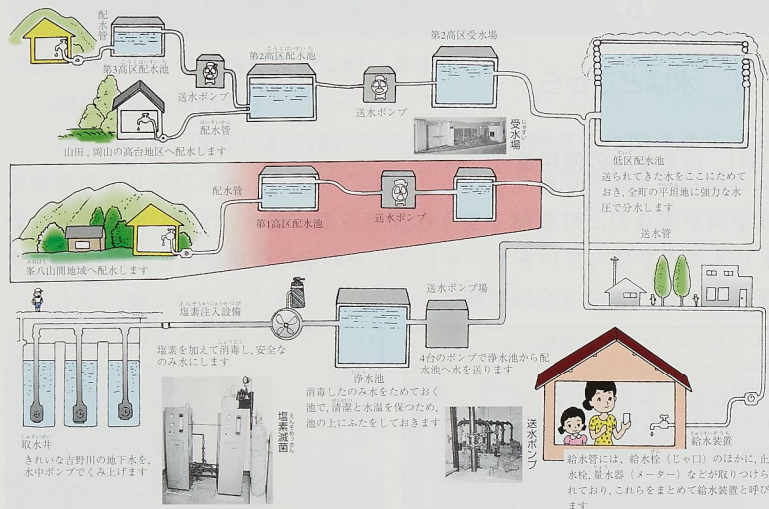 配水管
第3高区配水池
送水ポンプ
第2高区配水池
送水ポンプ
第2高区受水場
配水管
山田，岡山の高台地区へ配水します
受水場
低区配水池
送られてきた水をここにためて
おき，全町の平坦地に強力な水
圧で分水します
配水管
第1高区配水池
送水ポンプ
峯八山間地域へ配水します
送水管
塩素注入設備
塩素を加えて消毒し，安全な
のみ水にします
塩素滅菌
浄水池
消毒したのみ水をためておく
池で，清潔と水温を保つため，
池の上にふたをしておきます
送水ポンプ場
4台のポンプで浄水池から配
水池へ水を送ります
送水ポンプ
取水井
きれいな吉野川の地下水を，
水中ポンプでくみ上げます
給水装置
給水管には，給水栓（じゃ口）のほかに，止
水栓，量水器（メーター）などが取りつけら
れており，これらをまとめて給水装置と呼び
ます